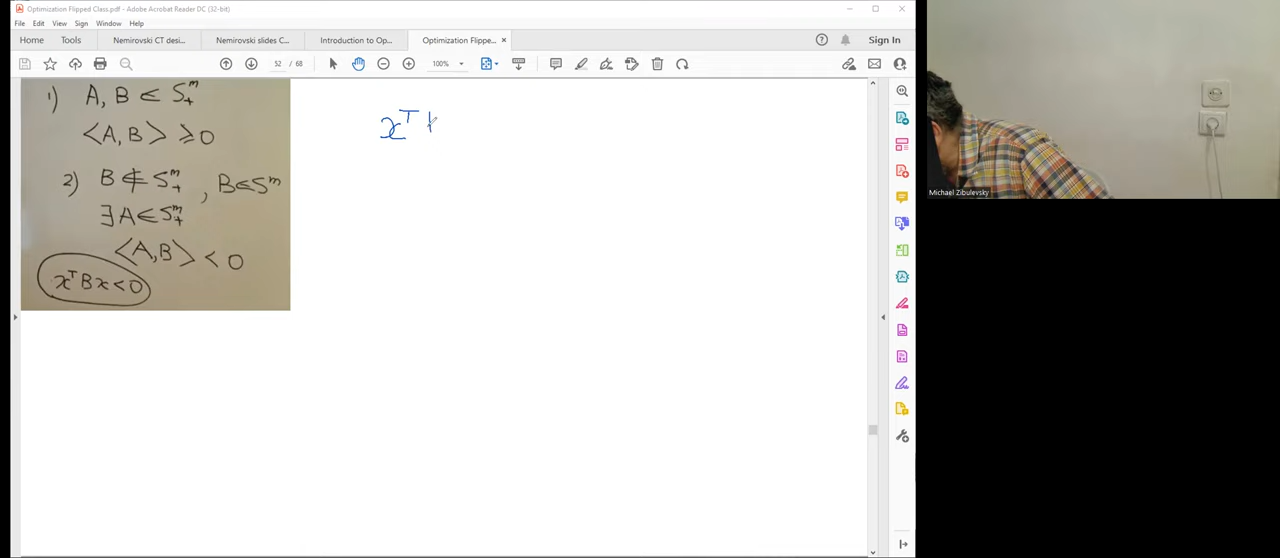 Optimization Flipped Class.pdf - Adobe Acrobat Reader DC (32-bit)
File Edit View Sign Window Help
Home Tools Nemirovski CT desi... Nemirovski slides C... Introduction to Op... Optimization Flippe... × Sign In
52 / 68 100%
1) A, B ∈ S₊ᵐ
<A, B> ⩾ 0
2) B ∉ S₊ᵐ , B ∈ Sᵐ
∃A ∈ S₊ᵐ
<A, B> < 0
xᵀBx < 0
xᵀ
Michael Zibulevsky